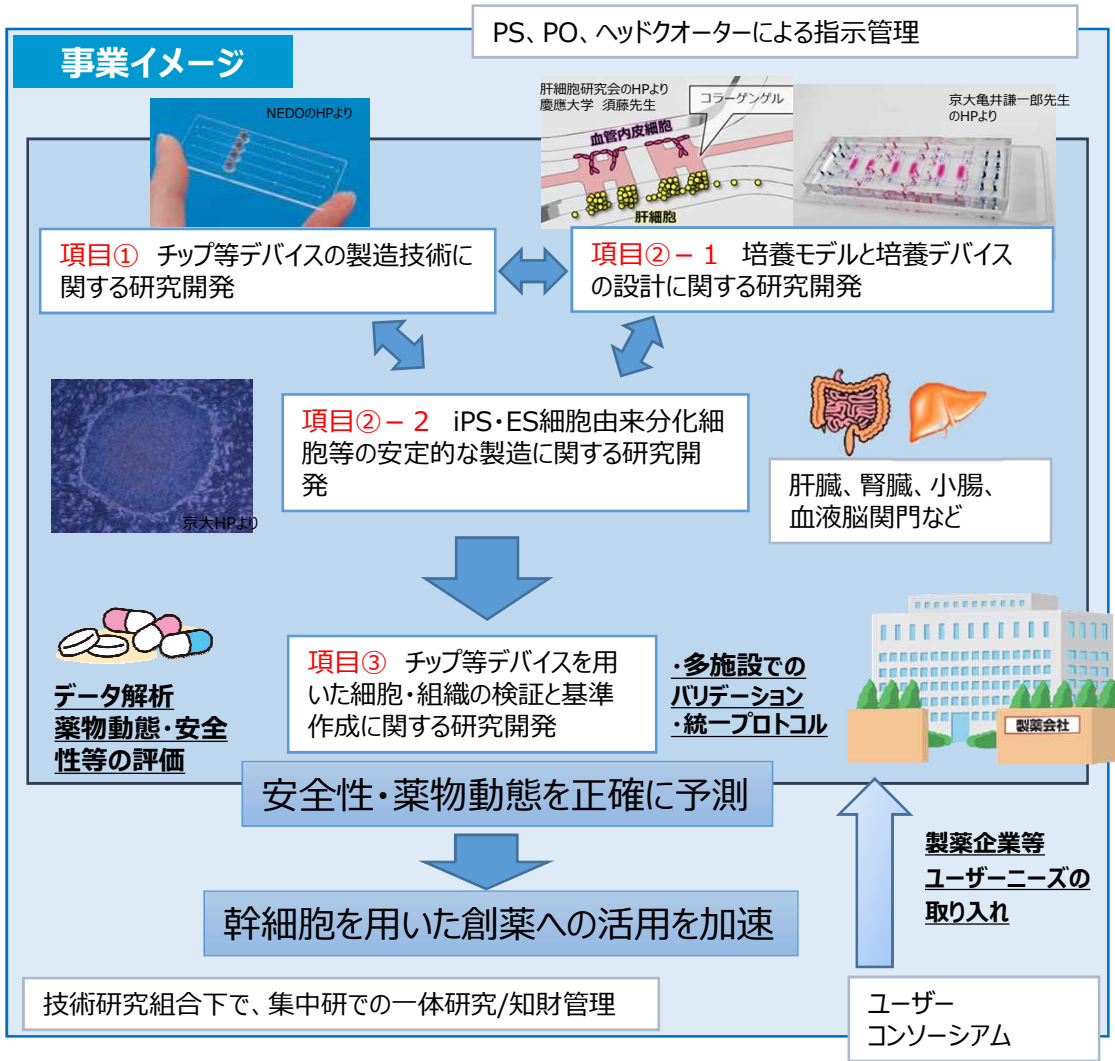 PS、PO、ヘッドクオーターによる指示管理
事業イメージ
NEDOのHPより
肝細胞研究会のHPより
慶應大学 須藤先生
コラーゲンゲル
血管内皮細胞
肝細胞
京大亀井謙一郎先生
のHPより
項目① チップ等デバイスの製造技術に
関する研究開発
項目②－１ 培養モデルと培養デバイス
の設計に関する研究開発
京大HPより
項目②－２ iPS・ES細胞由来分化細
胞等の安定的な製造に関する研究開
発
肝臓、腎臓、小腸、
血液脳関門など
データ解析
薬物動態・安全
性等の評価
項目③ チップ等デバイスを用
いた細胞・組織の検証と基準
作成に関する研究開発
・多施設での
バリデーション
・統一プロトコル
製薬会社
安全性・薬物動態を正確に予測
製薬企業等
ユーザーニーズの
取り入れ
幹細胞を用いた創薬への活用を加速
技術研究組合下で、集中研での一体研究/知財管理
ユーザー
コンソーシアム